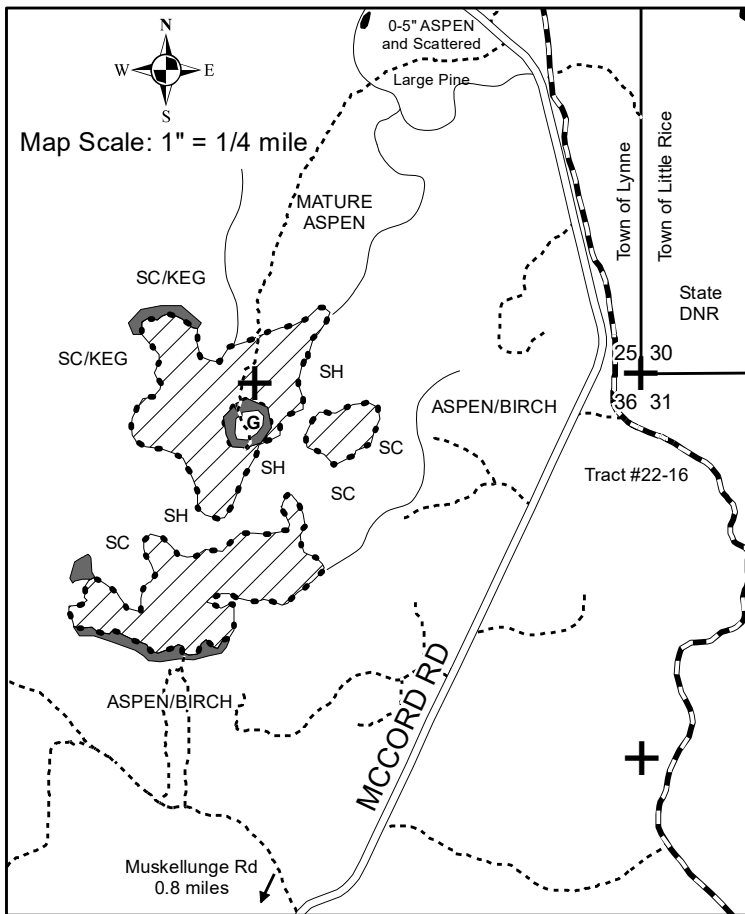 0-5" ASPEN
and Scattered
Large Pine
N
W E
S
Map Scale: 1" = 1/4 mile
MATURE
ASPEN
Town of Lynne
Town of Little Rice
State
DNR
SC/KEG
SC/KEG
SH
25 30
36 31
ASPEN/BIRCH
G
SC
SH
SC
Tract #22-16
SH
SC
ASPEN/BIRCH
MCCORD RD
Muskellunge Rd
0.8 miles